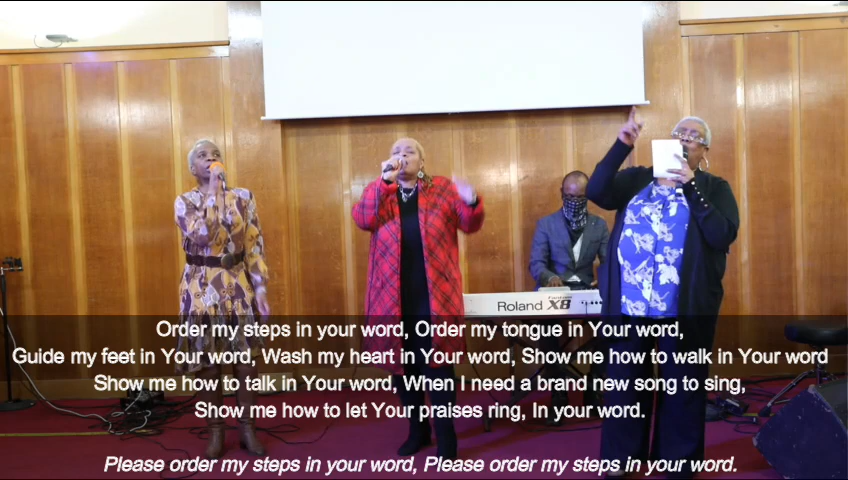 Roland Fantom X8
Order my steps in your word, Order my tongue in Your word,
Guide my feet in Your word, Wash my heart in Your word, Show me how to walk in Your word
Show me how to talk in Your word, When I need a brand new song to sing,
Show me how to let Your praises ring, In your word.
Please order my steps in your word, Please order my steps in your word.